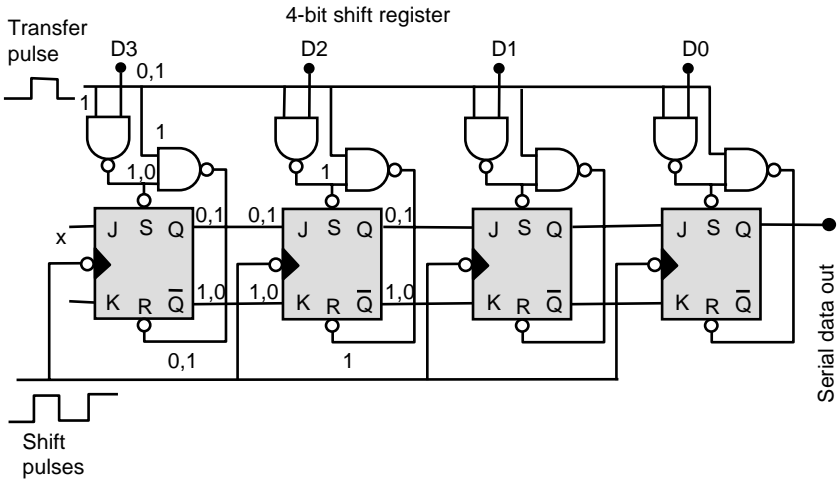 4-bit shift register
Transfer
pulse
D3
D2
D1
D0
0,1
1
1
1,0
1
J S Q
0,1
0,1
J S Q
0,1
J S Q
J S Q
x
K R Q̅
1,0
1,0
K R Q̅
1,0
K R Q̅
K R Q̅
0,1
1
Serial data out
Shift
pulses